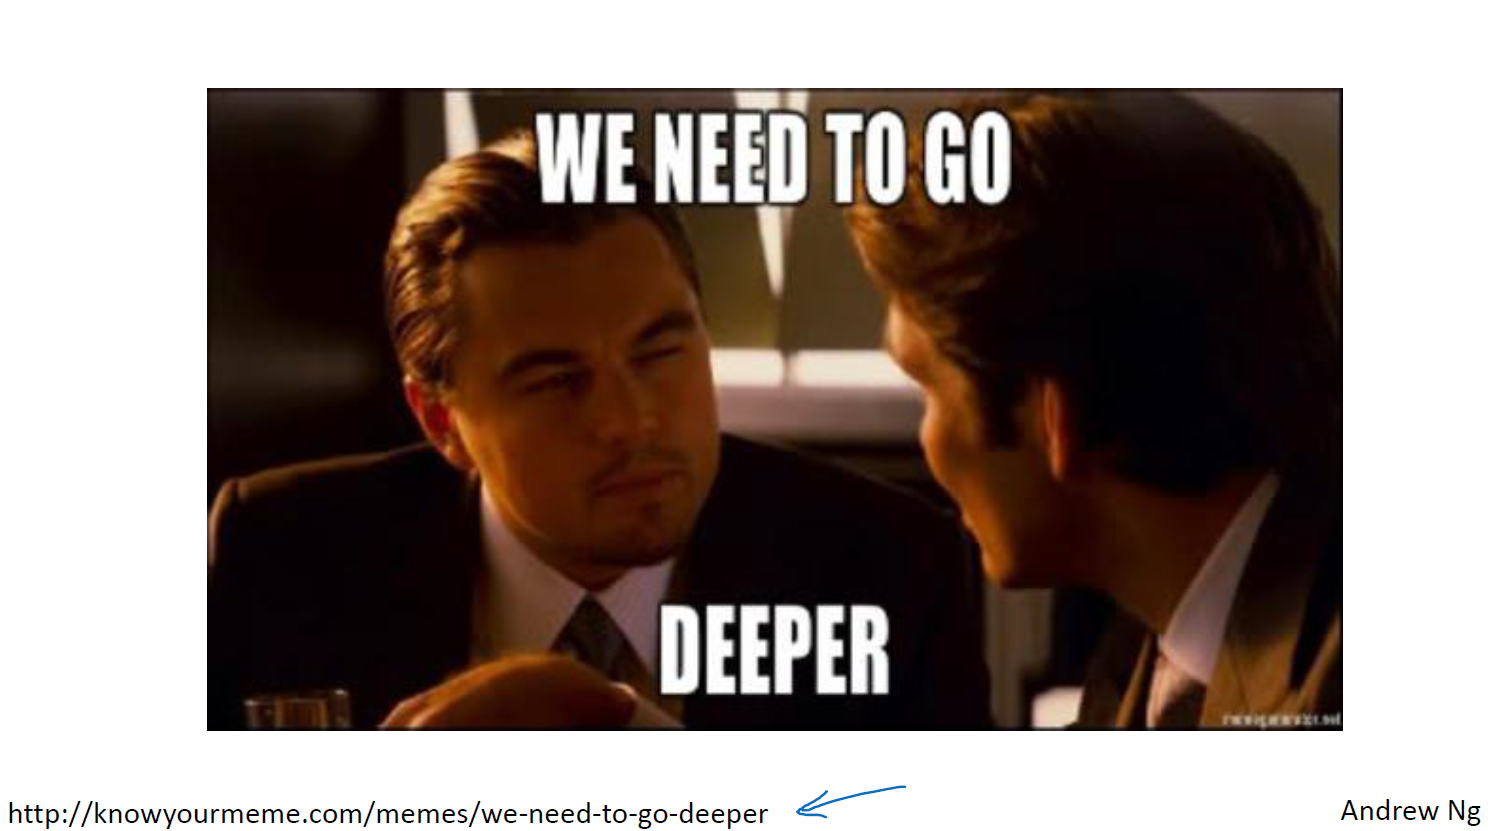 WE NEED TO GO
DEEPER
http://knowyourmeme.com/memes/we-need-to-go-deeper
Andrew Ng